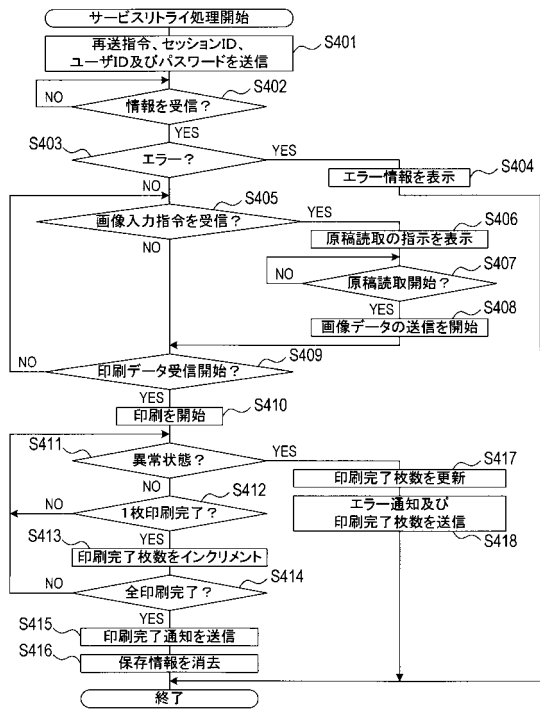 サービスリトライ処理開始
再送指令、セッションID、
ユーザID及びパスワードを送信
S401
S402
情報を受信？
NO
YES
S403
エラー？
YES
NO
S404
エラー情報を表示
S405
画像入力指令を受信？
YES
NO
S406
原稿読取の指示を表示
S407
原稿読取開始？
NO
YES
S408
画像データの送信を開始
S409
印刷データ受信開始？
NO
YES
S410
印刷を開始
S411
異常状態？
YES
NO
S417
印刷完了枚数を更新
エラー通知及び
印刷完了枚数を送信
S418
S412
1枚印刷完了？
NO
YES
S413
印刷完了枚数をインクリメント
S414
全印刷完了？
NO
YES
S415
印刷完了通知を送信
S416
保存情報を消去
終了